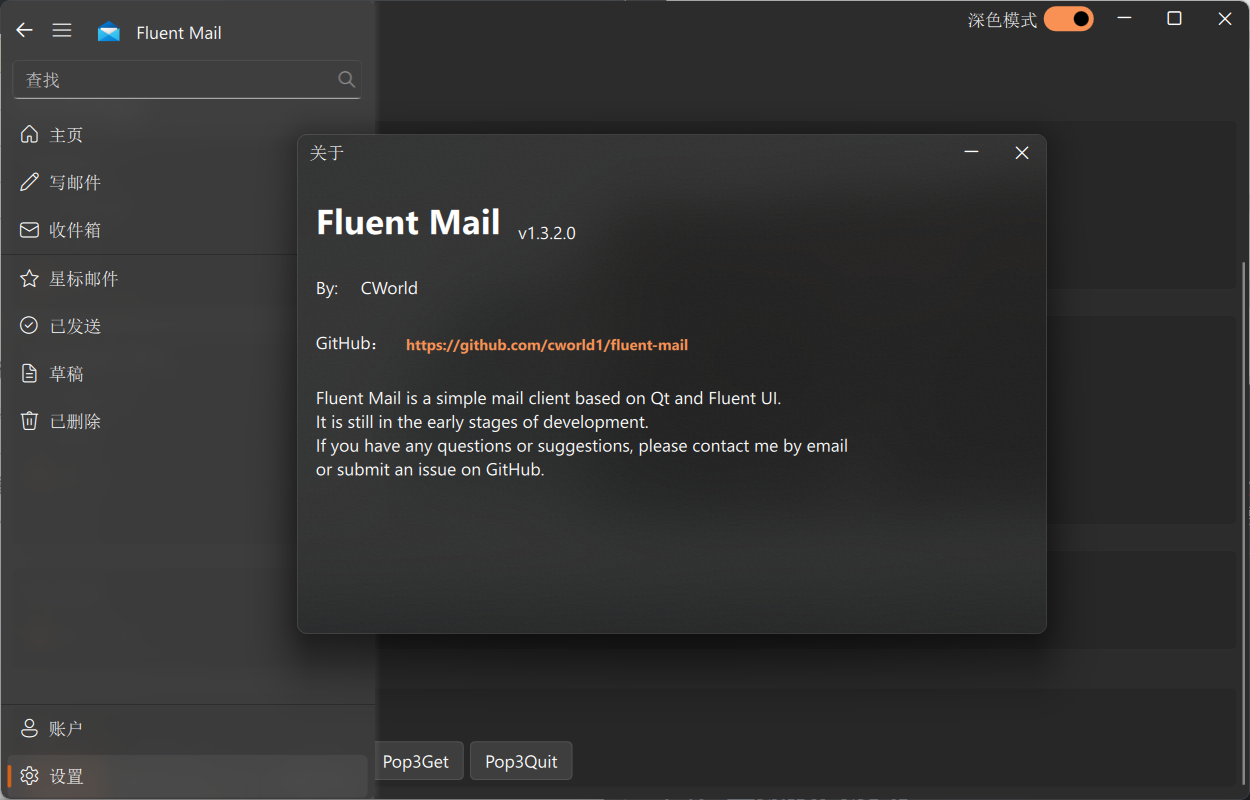 Fluent Mail
深色模式
查找
主页
写邮件
收件箱
星标邮件
已发送
草稿
已删除
账户
设置
关于
Fluent Mail v1.3.2.0
By: CWorld
GitHub： https://github.com/cworld1/fluent-mail
Fluent Mail is a simple mail client based on Qt and Fluent UI.
It is still in the early stages of development.
If you have any questions or suggestions, please contact me by email
or submit an issue on GitHub.
Pop3Get
Pop3Quit